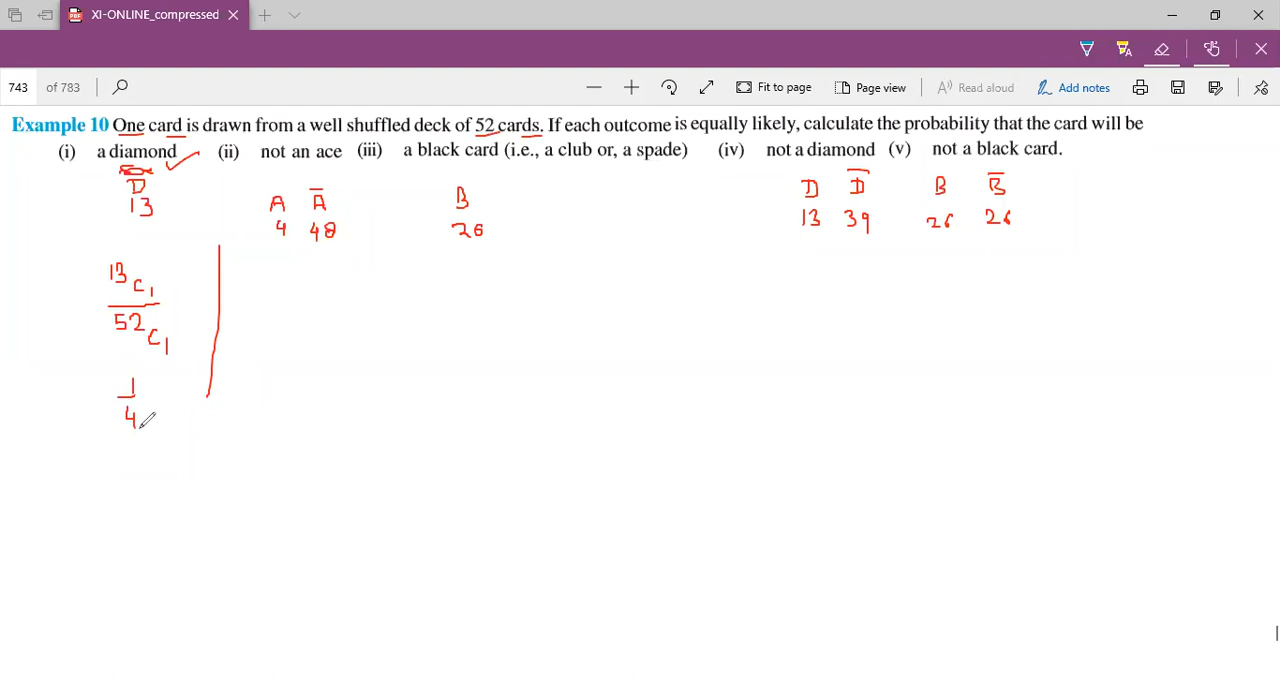 XI-ONLINE_compressed
743 of 783 Fit to page Page view Read aloud Add notes
Example 10 One card is drawn from a well shuffled deck of 52 cards. If each outcome is equally likely, calculate the probability that the card will be
(i) a diamond (ii) not an ace (iii) a black card (i.e., a club or, a spade) (iv) not a diamond (v) not a black card.
D A A̅ B D D̅ B B̅
13 4 48 26 13 39 26 26
13C1
52C1
1
4